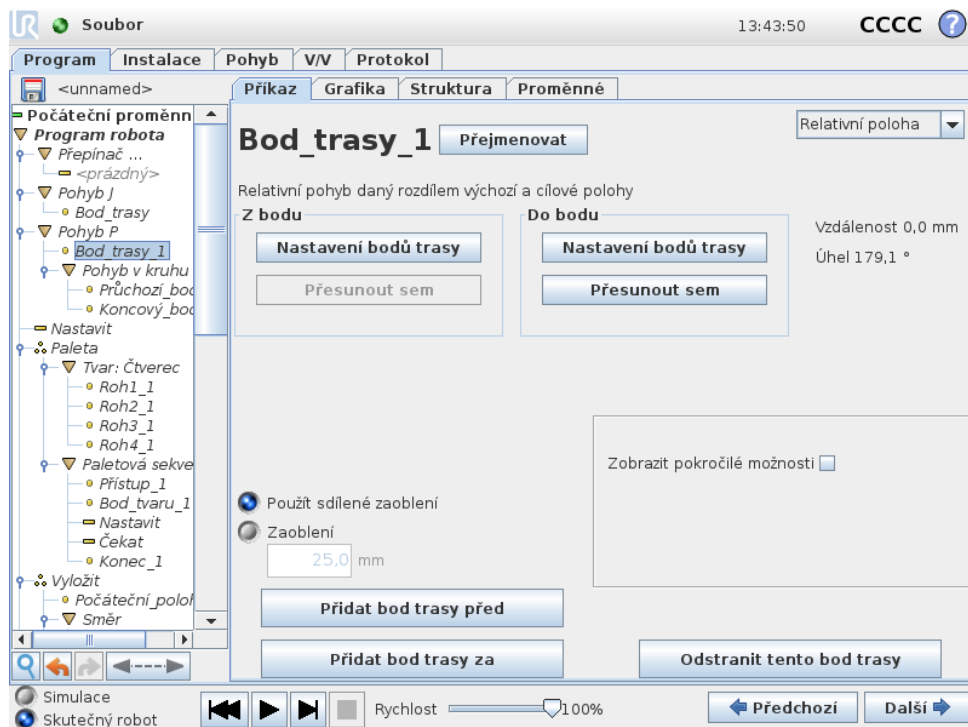 UR Soubor 13:43:50 CCCC ?
Program Instalace Pohyb V/V Protokol
<unnamed>
Příkaz Grafika Struktura Proměnné
Počáteční proměnn
Program robota
Přepínač ...
<prázdný>
Pohyb J
Bod_trasy
Pohyb P
Bod_trasy_1
Pohyb v kruhu
Průchozí_bod
Koncový_bod
Nastavit
Paleta
Tvar: Čtverec
Roh1_1
Roh2_1
Roh3_1
Roh4_1
Paletová sekve
Přístup_1
Bod_tvaru_1
Nastavit
Čekat
Konec_1
Vyložit
Počáteční_poloh
Směr
Bod_trasy_1 Přejmenovat
Relativní poloha
Relativní pohyb daný rozdílem výchozí a cílové polohy
Z bodu
Nastavení bodů trasy
Přesunout sem
Do bodu
Nastavení bodů trasy
Přesunout sem
Vzdálenost 0,0 mm
Úhel 179,1 °
Zobrazit pokročilé možnosti
Použít sdílené zaoblení
Zaoblení
25,0 mm
Přidat bod trasy před
Přidat bod trasy za
Odstranit tento bod trasy
Simulace
Skutečný robot
Rychlost 100%
Předchozí
Další